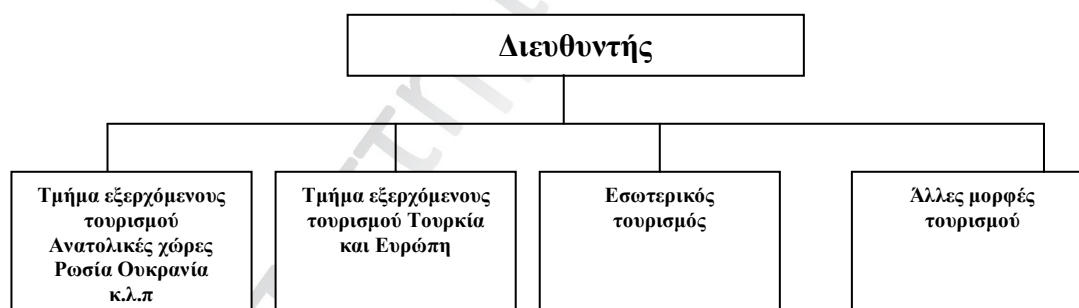 Διευθυντής
Τμήμα εξερχόμενους
τουρισμού
Ανατολικές χώρες
Ρωσία Ουκρανία
κ.λ.π
Τμήμα εξερχόμενους
τουρισμού Τουρκία
και Ευρώπη
Εσωτερικός
τουρισμός
Άλλες μορφές
τουρισμού